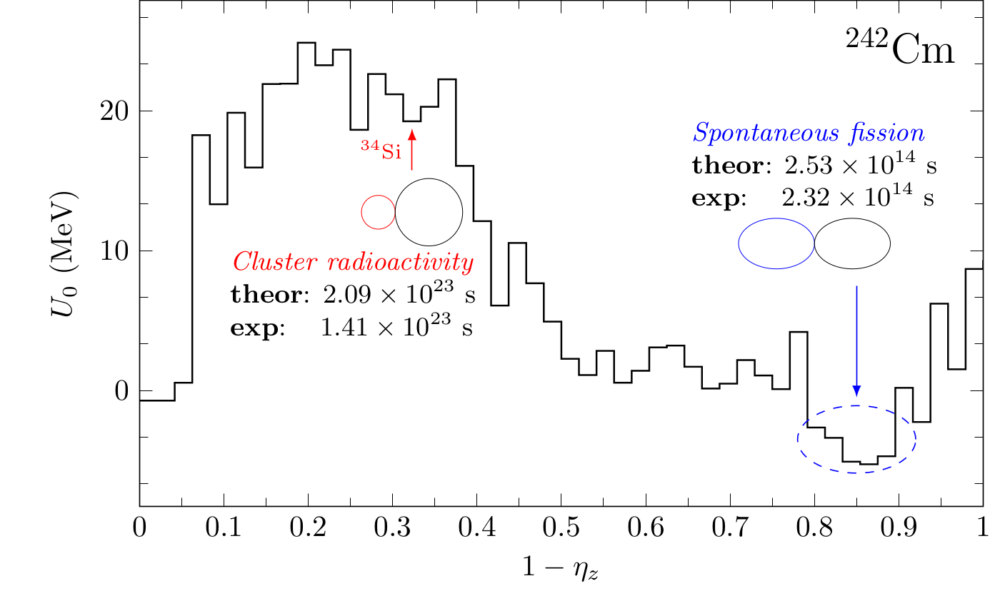 ²⁴²Cm
20
10
0
U₀ (MeV)
³⁴Si
Cluster radioactivity
theor: 2.09 × 10²³ s
exp: 1.41 × 10²³ s
Spontaneous fission
theor: 2.53 × 10¹⁴ s
exp: 2.32 × 10¹⁴ s
0 0.1 0.2 0.3 0.4 0.5 0.6 0.7 0.8 0.9 1
1 − η_z